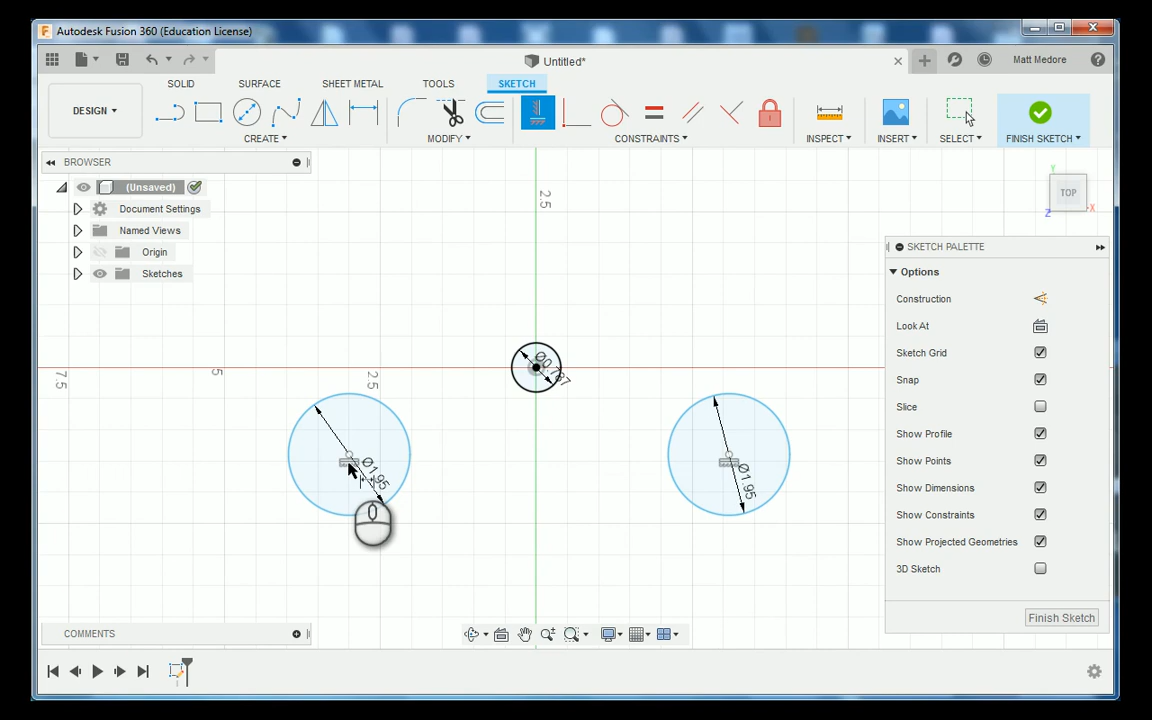 Autodesk Fusion 360 (Education License)
Untitled*
Matt Medore
DESIGN
SOLID
SURFACE
SHEET METAL
TOOLS
SKETCH
CREATE
MODIFY
CONSTRAINTS
INSPECT
INSERT
SELECT
FINISH SKETCH
BROWSER
(Unsaved)
Document Settings
Named Views
Origin
Sketches
2.5
TOP
Y
X
Z
7.5
5
2.5
Ø0.787
Ø1.95
Ø1.95
SKETCH PALETTE
Options
Construction
Look At
Sketch Grid
Snap
Slice
Show Profile
Show Points
Show Dimensions
Show Constraints
Show Projected Geometries
3D Sketch
Finish Sketch
COMMENTS